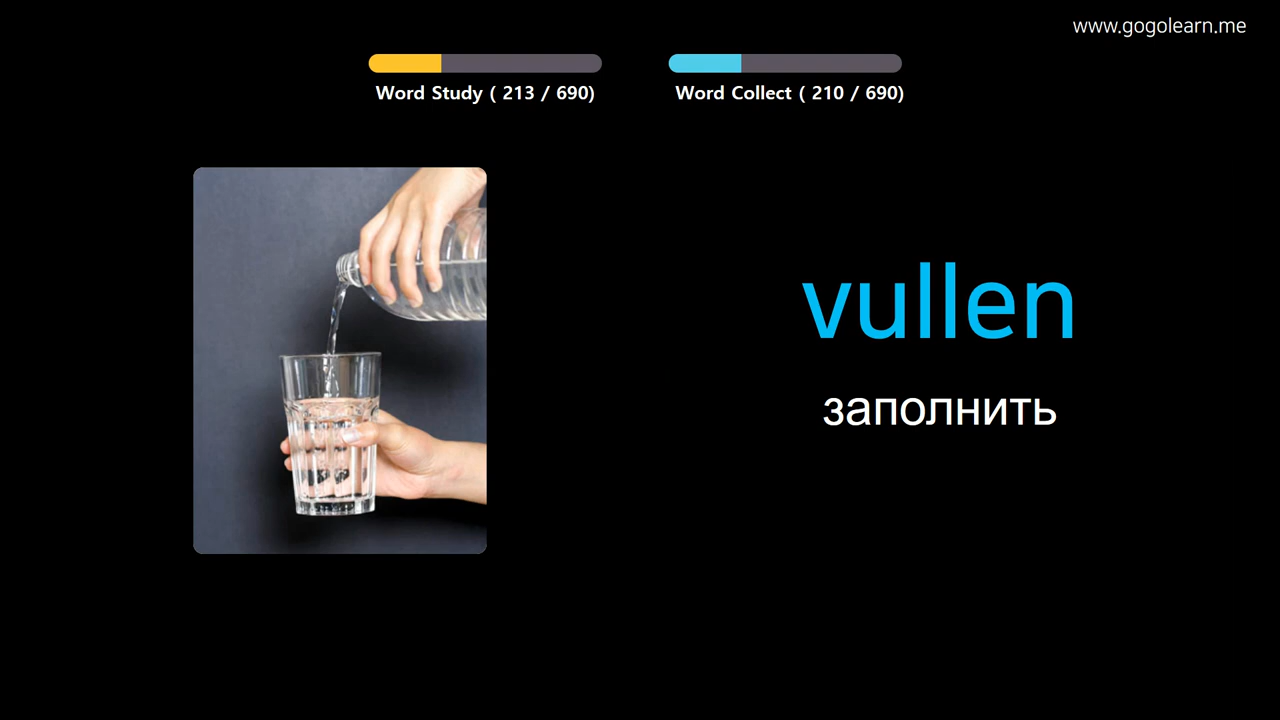 www.gogolearn.me
Word Study ( 213 / 690)
Word Collect ( 210 / 690)
vullen
заполнить